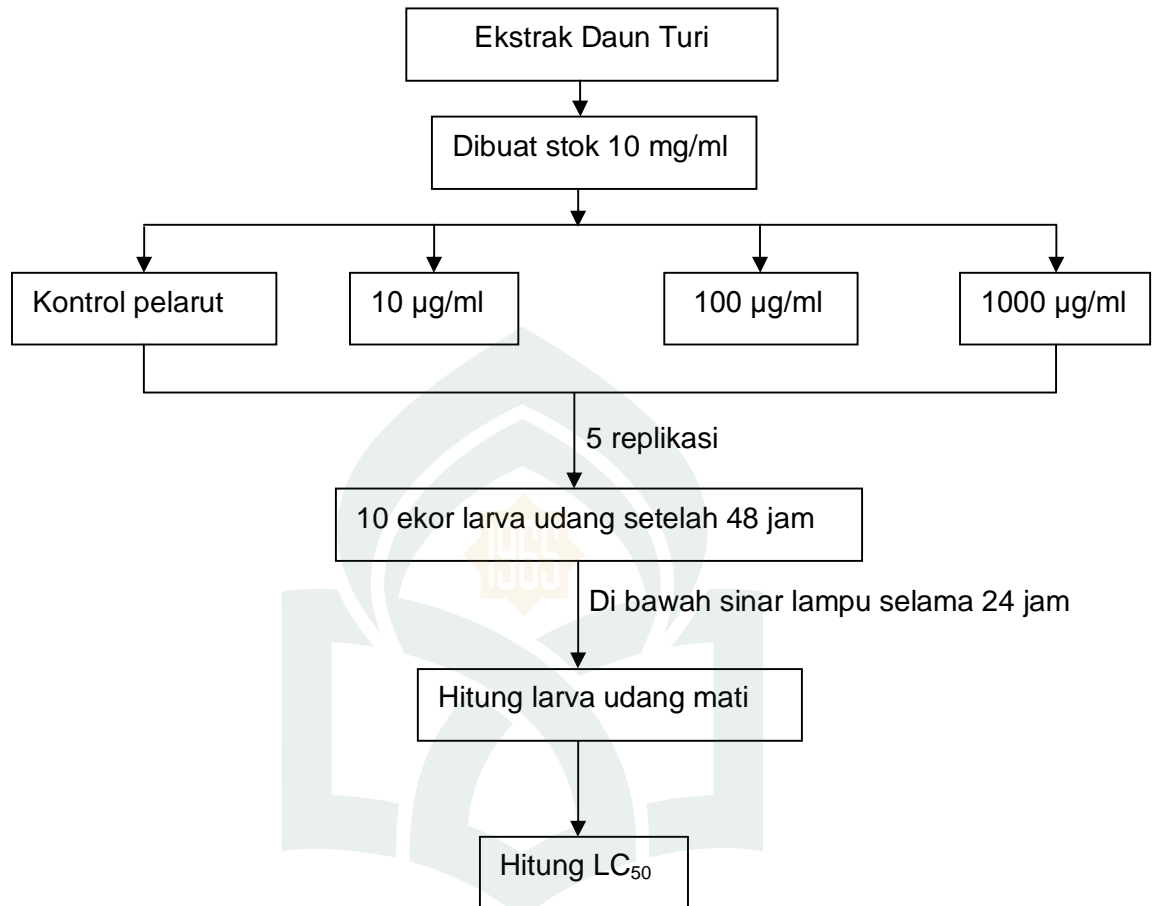 Ekstrak Daun Turi
Dibuat stok 10 mg/ml
Kontrol pelarut
10 µg/ml
100 µg/ml
1000 µg/ml
5 replikasi
10 ekor larva udang setelah 48 jam
1965
Di bawah sinar lampu selama 24 jam
Hitung larva udang mati
Hitung LC₅₀